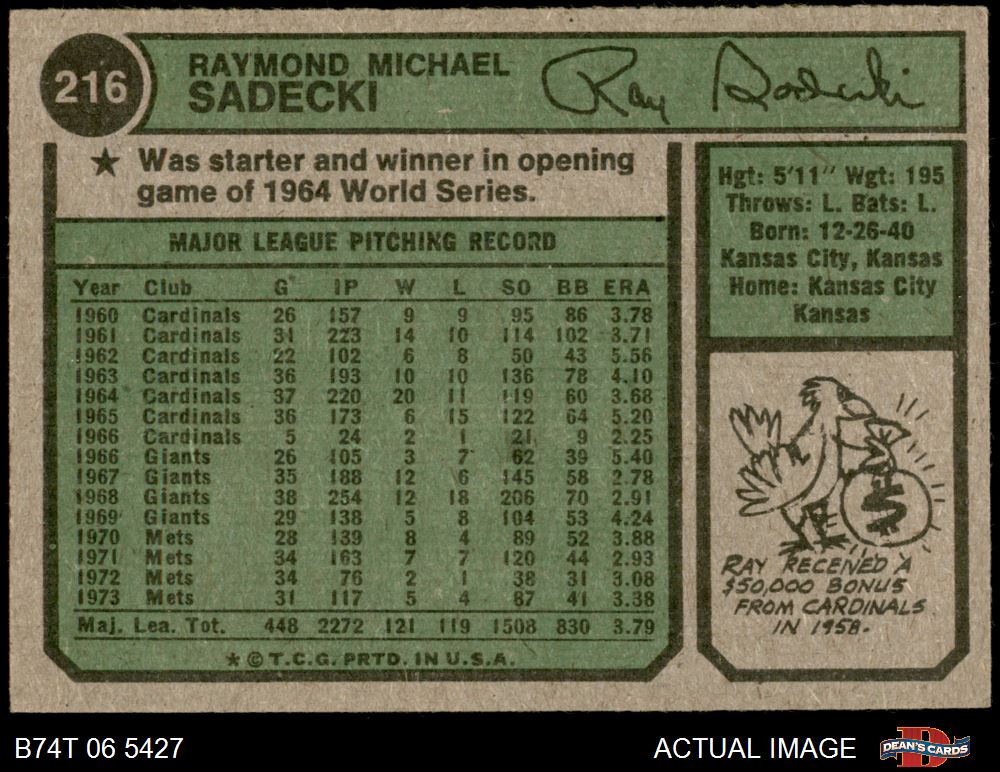 216
RAYMOND MICHAEL
SADECKI
Ray Sadecki
★ Was starter and winner in opening
game of 1964 World Series.
MAJOR LEAGUE PITCHING RECORD
Year Club G IP W L SO BB ERA
1960 Cardinals 26 157 9 9 95 86 3.78
1961 Cardinals 31 223 14 10 114 102 3.71
1962 Cardinals 22 102 6 8 50 43 5.56
1963 Cardinals 36 193 10 10 136 78 4.10
1964 Cardinals 37 220 20 11 119 60 3.68
1965 Cardinals 36 173 6 15 122 64 5.20
1966 Cardinals 5 24 2 1 21 9 2.25
1966 Giants 26 105 3 7 62 39 5.40
1967 Giants 35 188 12 6 145 58 2.78
1968 Giants 38 254 12 18 206 70 2.91
1969 Giants 29 138 5 8 104 53 4.24
1970 Mets 28 139 8 4 89 52 3.88
1971 Mets 34 163 7 7 120 44 2.93
1972 Mets 34 76 2 1 38 31 3.08
1973 Mets 31 117 5 4 87 41 3.38
Maj. Lea. Tot. 448 2272 121 119 1508 830 3.79
★ © T.C.G. PRTD. IN U.S.A.
Hgt: 5'11" Wgt: 195
Throws: L. Bats: L.
Born: 12-26-40
Kansas City, Kansas
Home: Kansas City
Kansas
$
RAY RECEIVED A
$50,000 BONUS
FROM CARDINALS
IN 1958.
B74T 06 5427
ACTUAL IMAGE
D
DEAN'S CARDS